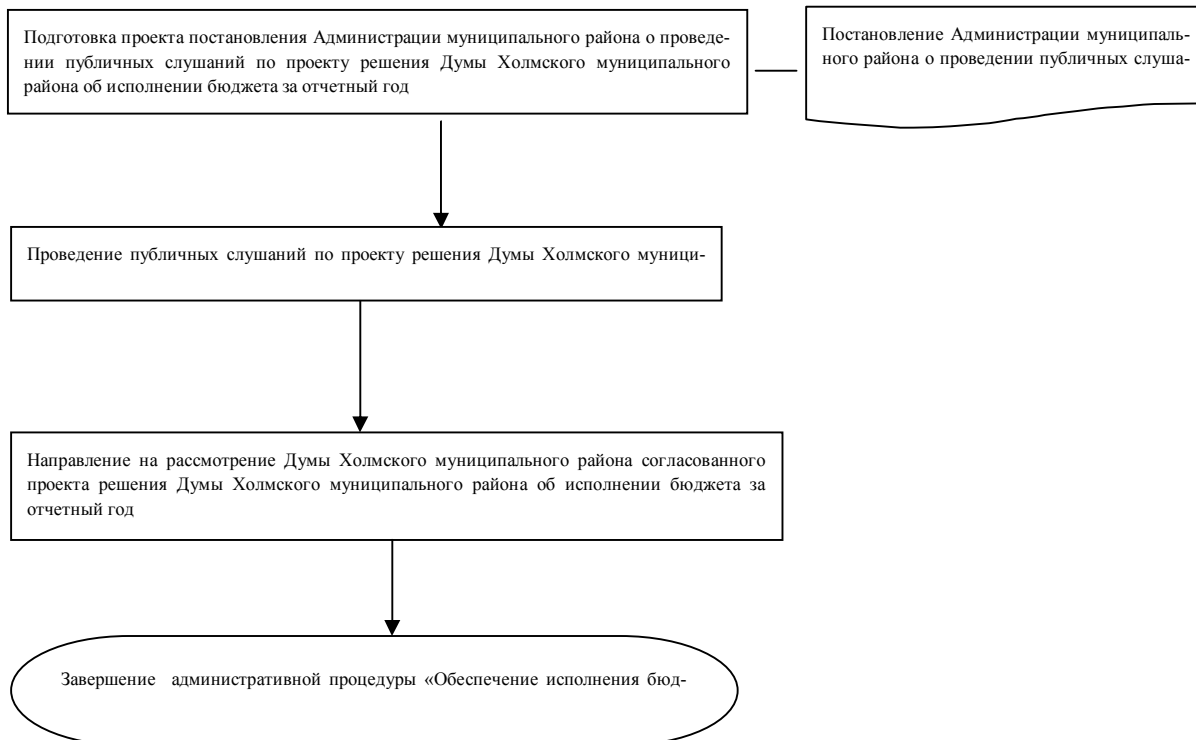 Подготовка проекта постановления Администрации муниципального района о проведе-
нии публичных слушаний по проекту решения Думы Холмского муниципального
района об исполнении бюджета за отчетный год
Постановление Администрации муниципаль-
ного района о проведении публичных слуша-
Проведение публичных слушаний по проекту решения Думы Холмского муници-
Направление на рассмотрение Думы Холмского муниципального района согласованного
проекта решения Думы Холмского муниципального района об исполнении бюджета за
отчетный год
Завершение административной процедуры «Обеспечение исполнения бюд-